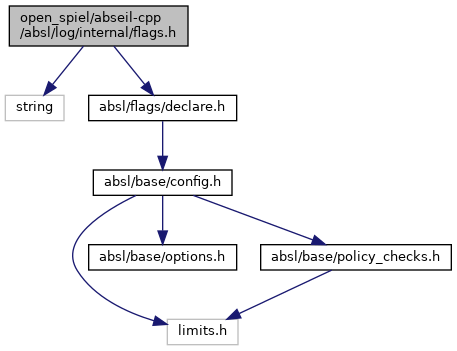 open_spiel/abseil-cpp
/absl/log/internal/flags.h
string
absl/flags/declare.h
absl/base/config.h
absl/base/options.h
absl/base/policy_checks.h
limits.h